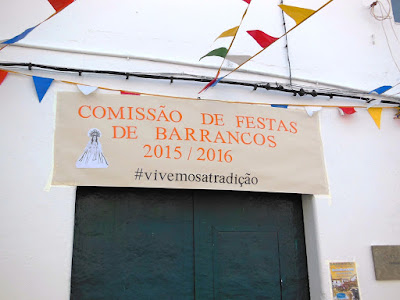 COMISSÃO DE FESTAS
DE BARRANCOS
2015/2016
#vivemosatradição